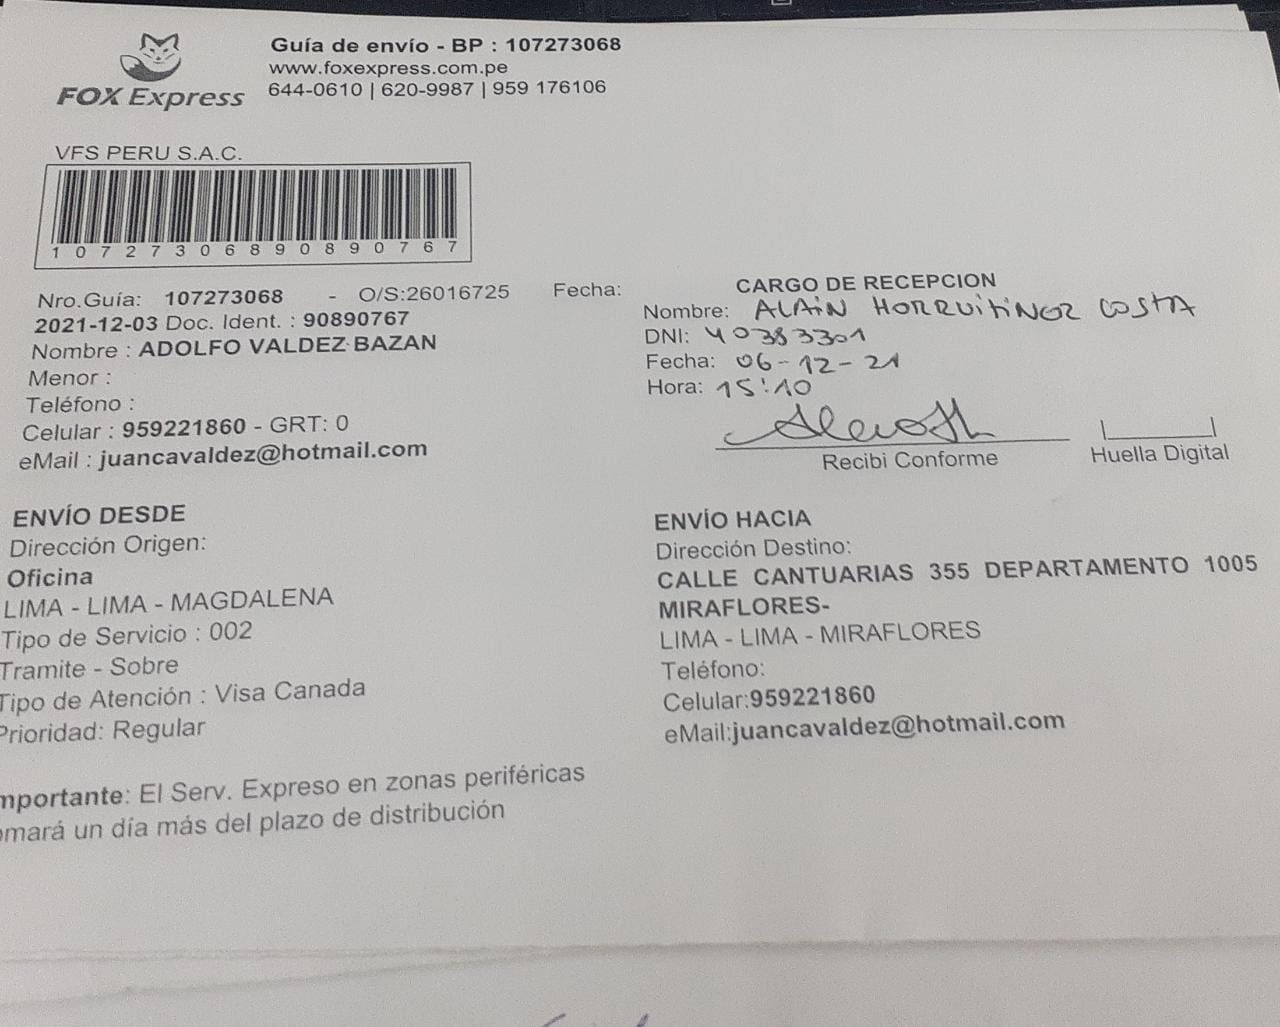 FOX Express
Guía de envío - BP : 107273068
www.foxexpress.com.pe
644-0610 | 620-9987 | 959 176106
VFS PERU S.A.C.
10727306890890767
Nro.Guía: 107273068 - O/S:26016725 Fecha:
2021-12-03 Doc. Ident. : 90890767
Nombre : ADOLFO VALDEZ BAZAN
Menor :
Teléfono :
Celular : 959221860 - GRT: 0
eMail : juancavaldez@hotmail.com
CARGO DE RECEPCION
Nombre: ALAIN HORRUITINER COSTA
DNI: 40383301
Fecha: 06-12-21
Hora: 15:10
Recibi Conforme
Huella Digital
ENVÍO DESDE
Dirección Origen:
Oficina
LIMA - LIMA - MAGDALENA
Tipo de Servicio : 002
Tramite - Sobre
Tipo de Atención : Visa Canada
Prioridad: Regular
ENVÍO HACIA
Dirección Destino:
CALLE CANTUARIAS 355 DEPARTAMENTO 1005
MIRAFLORES-
LIMA - LIMA - MIRAFLORES
Teléfono:
Celular:959221860
eMail:juancavaldez@hotmail.com
mportante: El Serv. Expreso en zonas periféricas
omará un día más del plazo de distribución